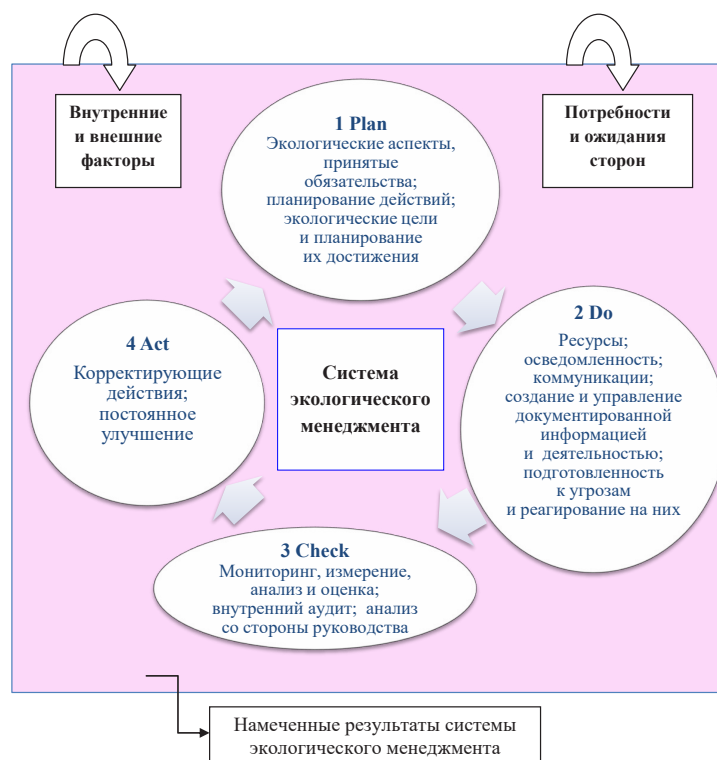 Внутренние
и внешние
факторы
Потребности
и ожидания
сторон
1 Plan
Экологические аспекты,
принятые
обязательства;
планирование действий;
экологические цели
и планирование
их достижения
2 Do
Ресурсы;
осведомленность;
коммуникации;
создание и управление
документированной
информацией
и деятельностью;
подготовленность
к угрозам
и реагирование на них
4 Act
Корректирующие
действия;
постоянное
улучшение
Система
экологического
менеджмента
3 Check
Мониторинг, измерение,
анализ и оценка;
внутренний аудит; анализ
со стороны руководства
Намеченные результаты системы
экологического менеджмента